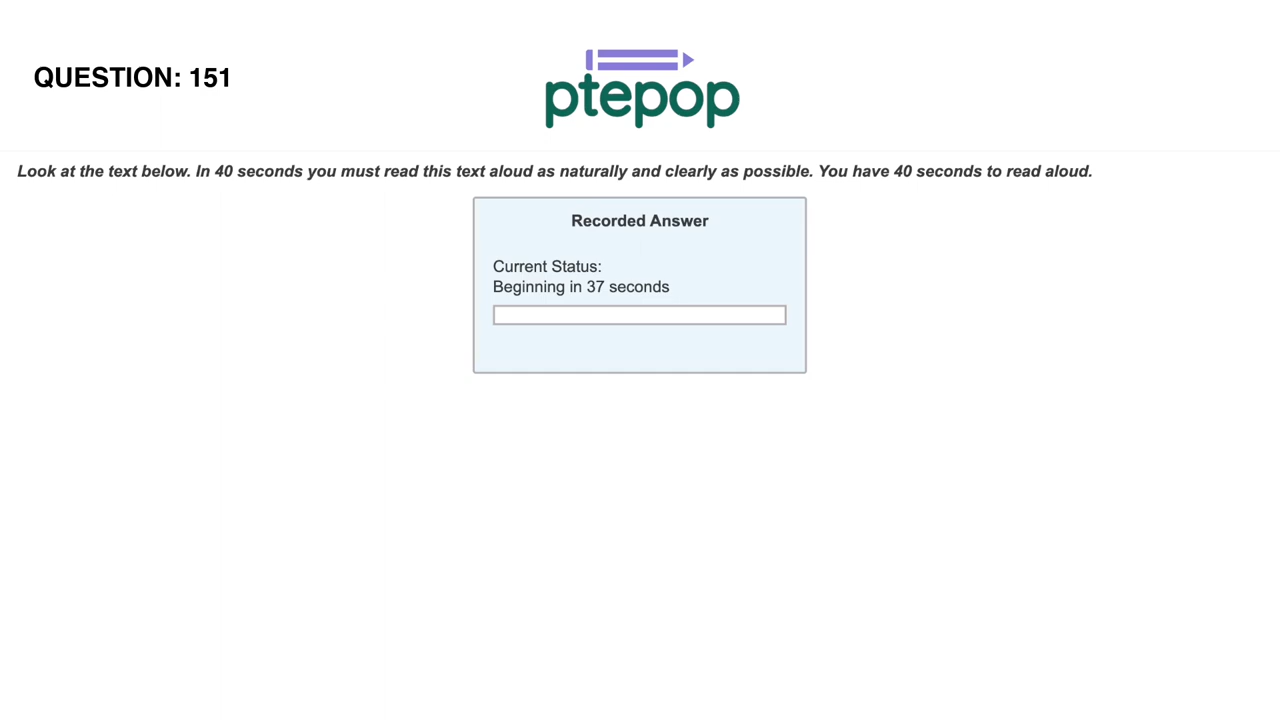 QUESTION: 151
ptepop
Look at the text below. In 40 seconds you must read this text aloud as naturally and clearly as possible. You have 40 seconds to read aloud.
Recorded Answer
Current Status:
Beginning in 37 seconds